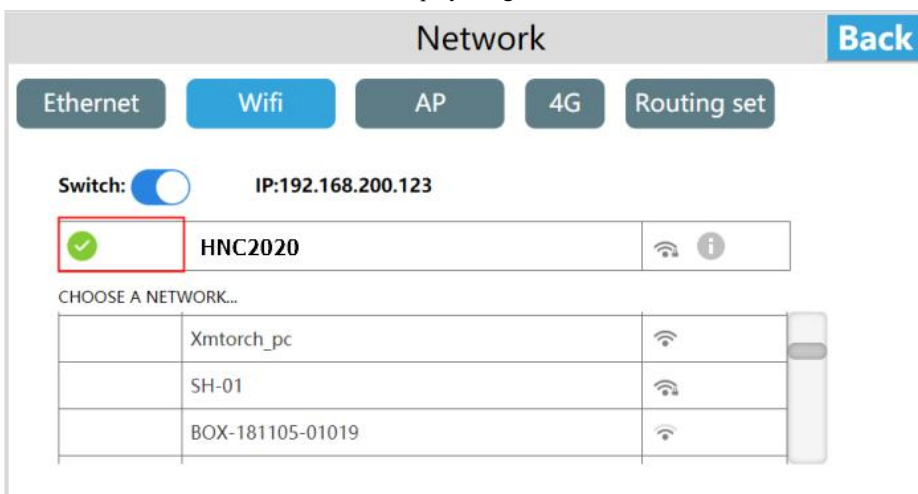 Network Back
Ethernet Wifi AP 4G Routing set
Switch: IP:192.168.200.123
HNC2020
CHOOSE A NETWORK...
Xmtorch_pc
SH-01
BOX-181105-01019